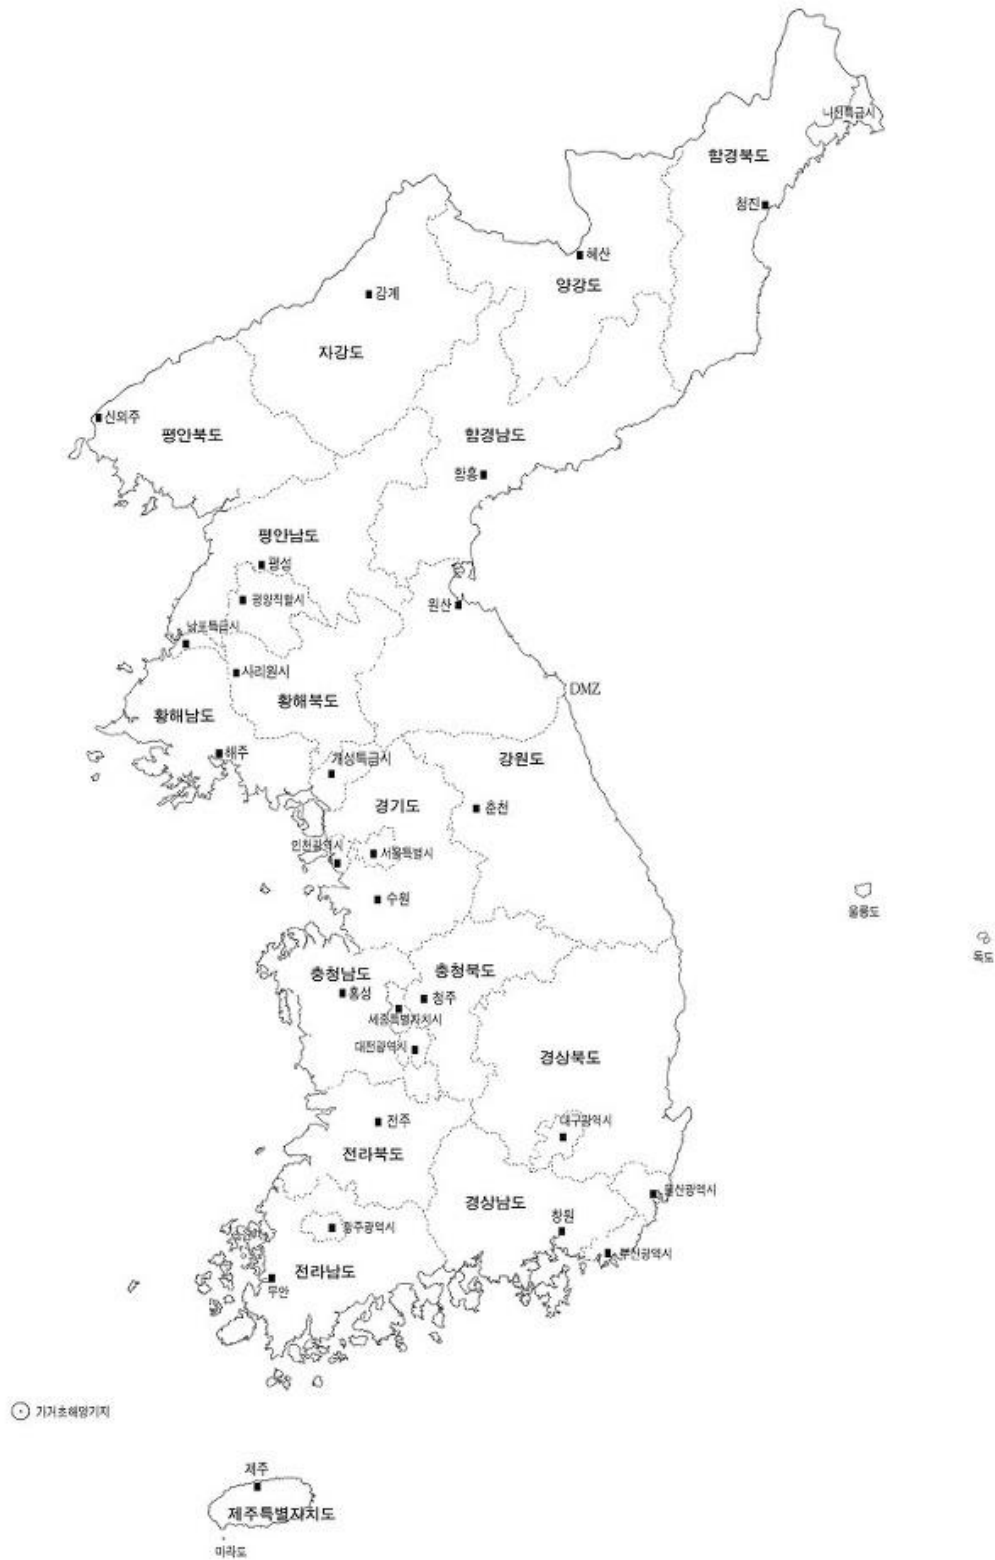 나선특급시
함경북도
청진
혜산
양강도
강계
자강도
신의주
평안북도
함경남도
함흥
평안남도
평성
평양직할시
원산
남포특급시
사리원시
황해북도
DMZ
황해남도
해주
개성특급시
강원도
경기도
춘천
인천광역시
서울특별시
수원
울릉도
독도
충청남도
충청북도
홍성
청주
세종특별자치시
대전광역시
경상북도
전주
대구광역시
전라북도
울산광역시
경상남도
창원
광주광역시
부산광역시
전라남도
무안
가거초해양기지
제주
제주특별자치도
마라도